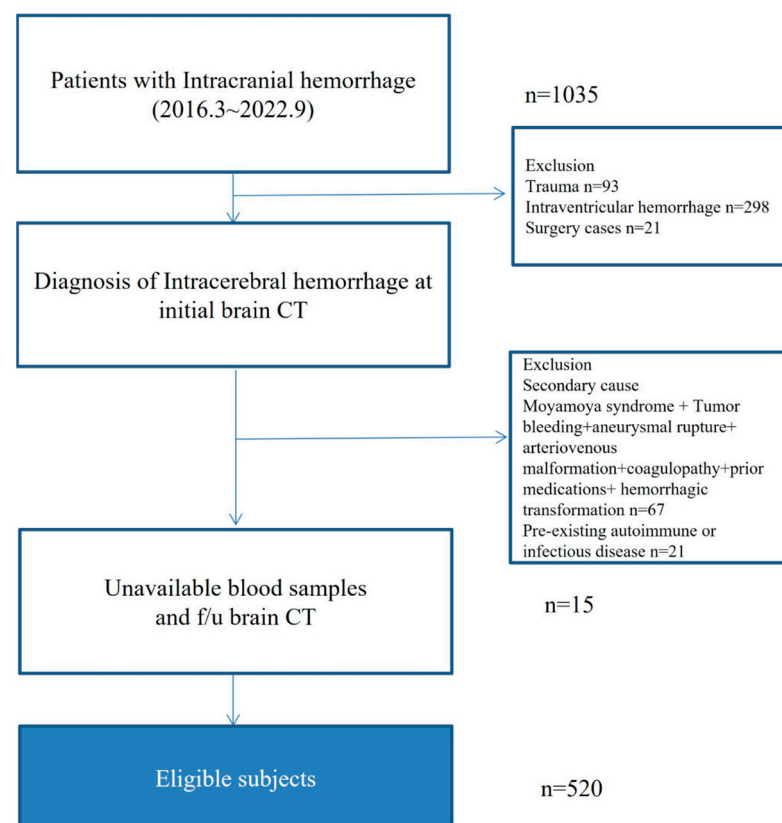 Patients with Intracranial hemorrhage
(2016.3~2022.9)
n=1035
Exclusion
Trauma n=93
Intraventricular hemorrhage n=298
Surgery cases n=21
Diagnosis of Intracerebral hemorrhage at
initial brain CT
Exclusion
Secondary cause
Moyamoya syndrome + Tumor
bleeding+aneurysmal rupture+
arteriovenous
malformation+coagulopathy+prior
medications+ hemorrhagic
transformation n=67
Pre-existing autoimmune or
infectious disease n=21
Unavailable blood samples
and f/u brain CT
n=15
Eligible subjects
n=520